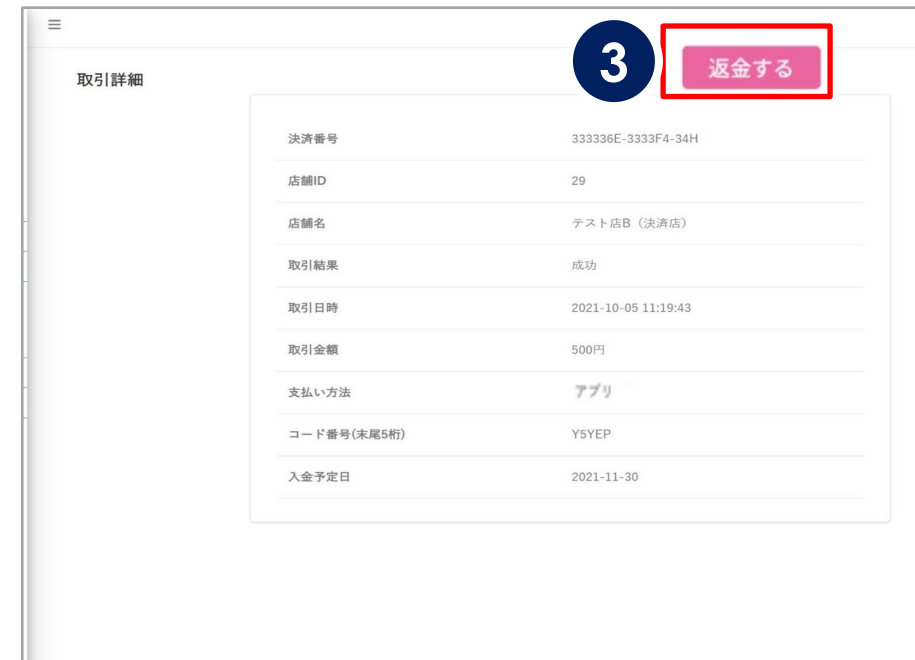 3
返金する
取引詳細
決済番号 333336E-3333F4-34H
店舗ID 29
店舗名 テスト店B（決済店）
取引結果 成功
取引日時 2021-10-05 11:19:43
取引金額 500円
支払い方法 アプリ
コード番号(末尾5桁) Y5YEP
入金予定日 2021-11-30